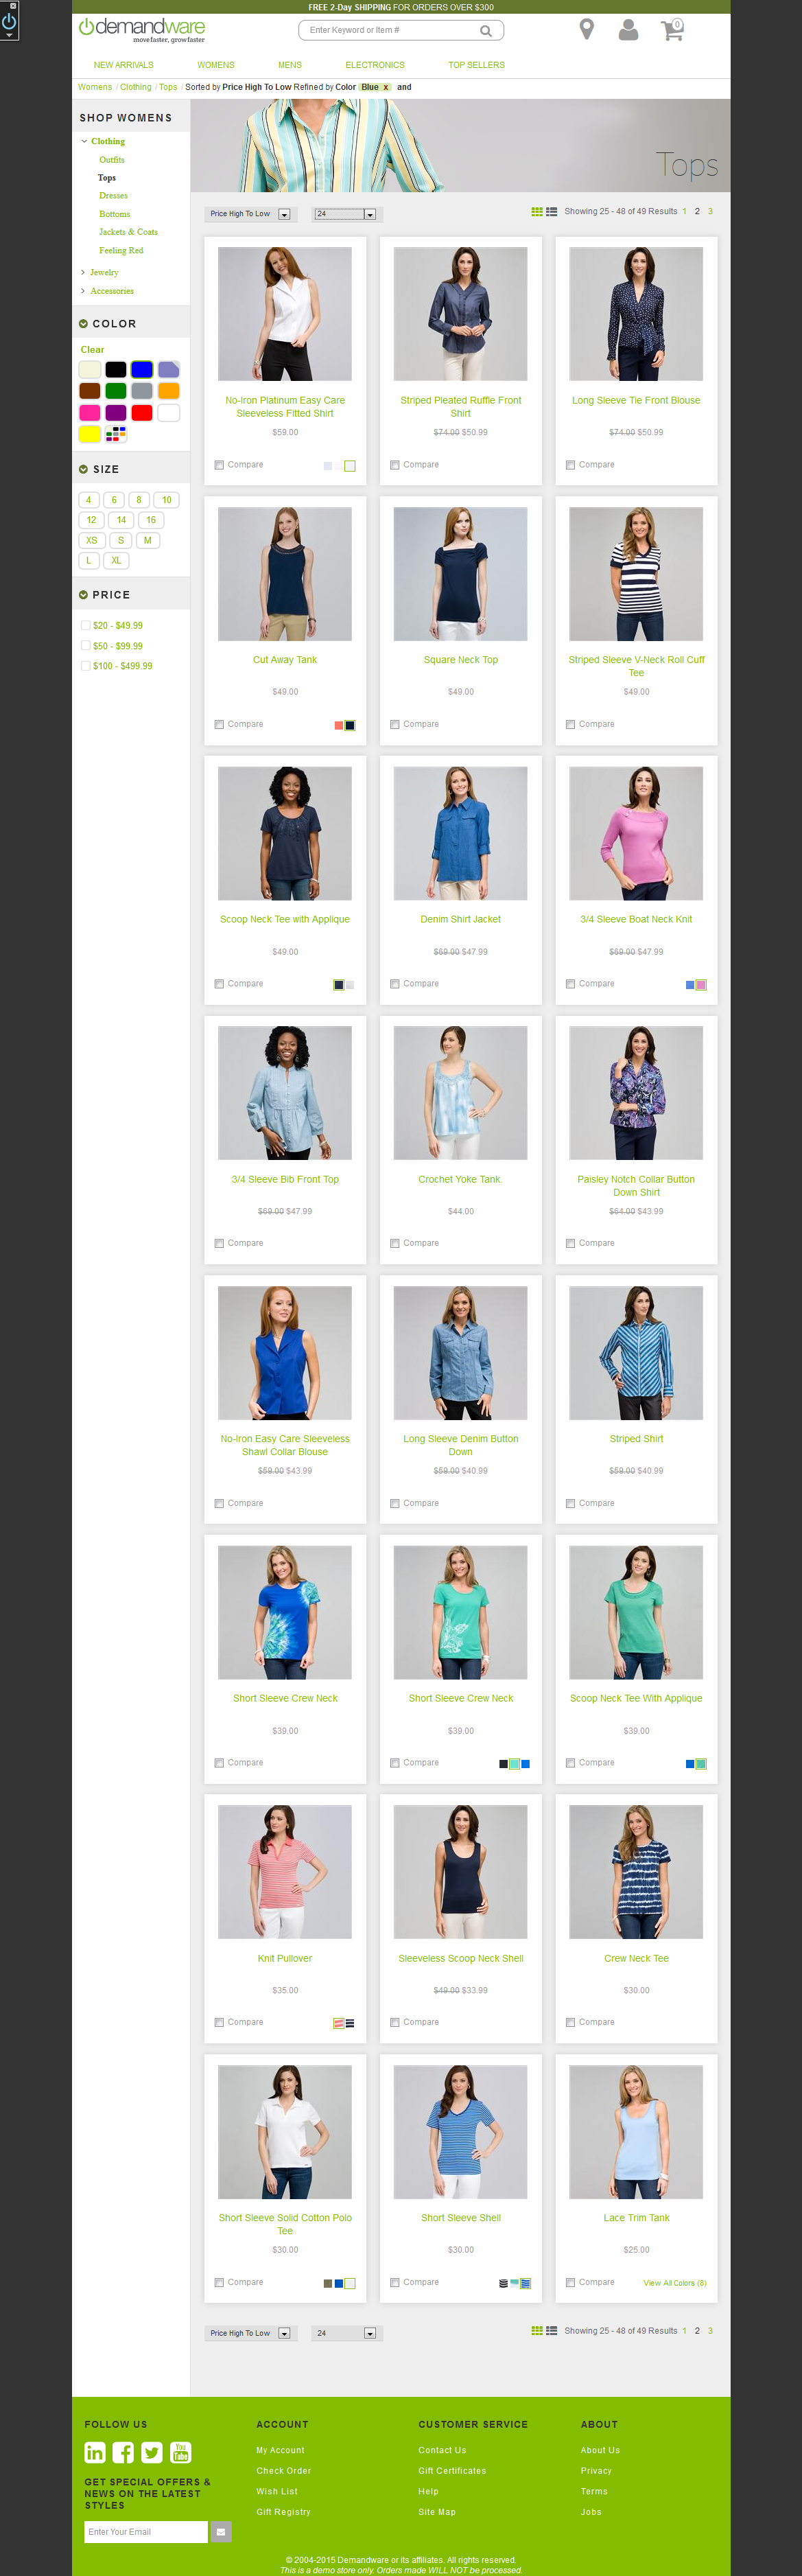 FREE 2-Day SHIPPING FOR ORDERS OVER $300
demandware
move faster, grow faster
Enter Keyword or Item #
0
NEW ARRIVALS WOMENS MENS ELECTRONICS TOP SELLERS
Womens / Clothing / Tops / Sorted by Price High To Low Refined by Color Blue x and
SHOP WOMENS
Clothing
Outfits
Tops
Dresses
Bottoms
Jackets & Coats
Feeling Red
Jewelry
Accessories
COLOR
Clear
SIZE
4 6 8 10
12 14 16
XS S M
L XL
PRICE
$20 - $49.99
$50 - $99.99
$100 - $499.99
Tops
Price High To Low 24 Showing 25 - 48 of 49 Results 1 2 3
No-Iron Platinum Easy Care
Sleeveless Fitted Shirt
$59.00
Compare
Striped Pleated Ruffle Front
Shirt
$74.00 $50.99
Compare
Long Sleeve Tie Front Blouse
$74.00 $50.99
Compare
Cut Away Tank
$49.00
Compare
Square Neck Top
$49.00
Compare
Striped Sleeve V-Neck Roll Cuff
Tee
$49.00
Compare
Scoop Neck Tee with Applique
$49.00
Compare
Denim Shirt Jacket
$69.00 $47.99
Compare
3/4 Sleeve Boat Neck Knit
$69.00 $47.99
Compare
3/4 Sleeve Bib Front Top
$69.00 $47.99
Compare
Crochet Yoke Tank.
$44.00
Compare
Paisley Notch Collar Button
Down Shirt
$64.00 $43.99
Compare
No-Iron Easy Care Sleeveless
Shawl Collar Blouse
$59.00 $43.99
Compare
Long Sleeve Denim Button
Down
$59.00 $40.99
Compare
Striped Shirt
$59.00 $40.99
Compare
Short Sleeve Crew Neck
$39.00
Compare
Short Sleeve Crew Neck
$39.00
Compare
Scoop Neck Tee With Applique
$39.00
Compare
Knit Pullover
$35.00
Compare
Sleeveless Scoop Neck Shell
$49.00 $33.99
Compare
Crew Neck Tee
$30.00
Compare
Short Sleeve Solid Cotton Polo
Tee
$30.00
Compare
Short Sleeve Shell
$30.00
Compare
Lace Trim Tank
$25.00
Compare View All Colors (8)
Price High To Low 24 Showing 25 - 48 of 49 Results 1 2 3
FOLLOW US
in f You Tube
GET SPECIAL OFFERS &
NEWS ON THE LATEST
STYLES
Enter Your Email
ACCOUNT
My Account
Check Order
Wish List
Gift Registry
CUSTOMER SERVICE
Contact Us
Gift Certificates
Help
Site Map
ABOUT
About Us
Privacy
Terms
Jobs
© 2004-2015 Demandware or its affiliates. All rights reserved.
This is a demo store only. Orders made WILL NOT be processed.